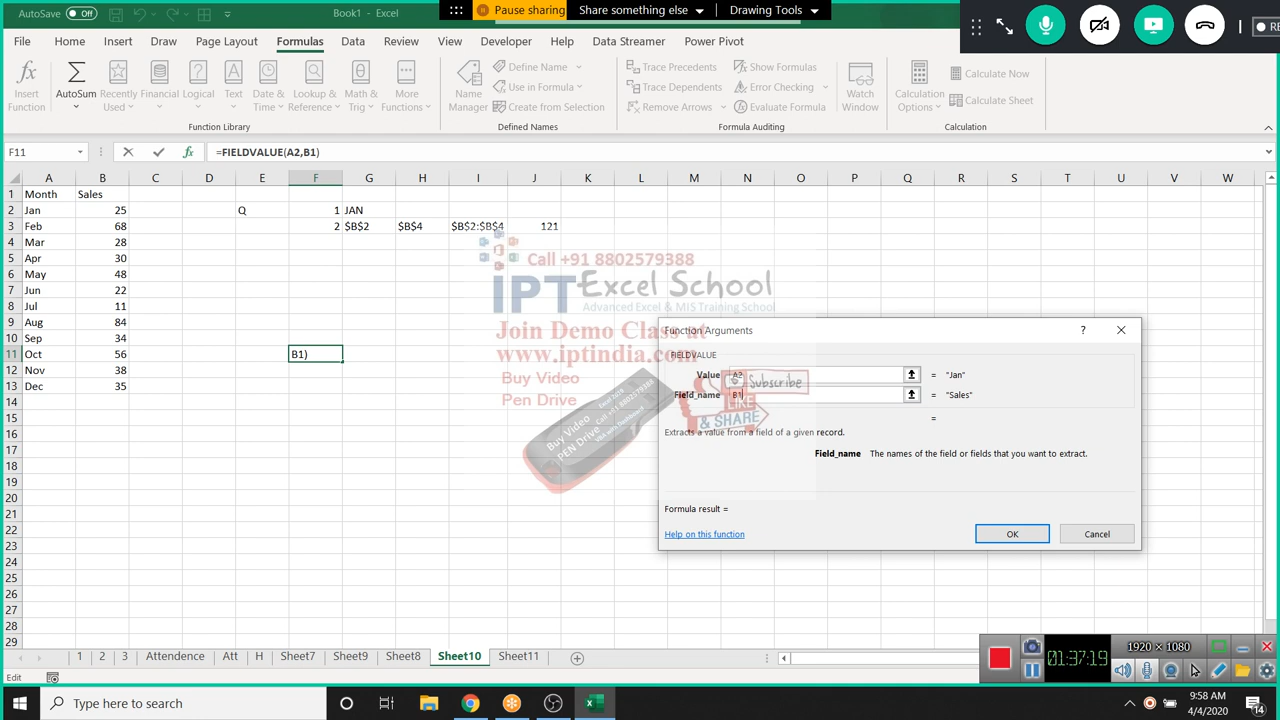 AutoSave Off
Book1 - Excel
Pause sharing
Share something else
Drawing Tools
RE
File Home Insert Draw Page Layout Formulas Data Review View Developer Help Data Streamer Power Pivot
Insert Function
AutoSum
Recently Used
Financial
Logical
Text
Date & Time
Lookup & Reference
Math & Trig
More Functions
Function Library
Name Manager
Define Name
Use in Formula
Create from Selection
Defined Names
Trace Precedents
Trace Dependents
Remove Arrows
Show Formulas
Error Checking
Evaluate Formula
Formula Auditing
Watch Window
Calculation Options
Calculate Now
Calculate Sheet
Calculation
F11 fx =FIELDVALUE(A2,B1)
A B C D E F G H I J K L M N O P Q R S T U V W
1 Month Sales
2 Jan 25 Q 1 JAN
3 Feb 68 2 $B$2 $B$4 $B$2:$B$4 121
4 Mar 28
5 Apr 30
6 May 48
7 Jun 22
8 Jul 11
9 Aug 84
10 Sep 34
11 Oct 56 B1)
12 Nov 38
13 Dec 35
14
15
16
17
18
19
20
21
22
23
24
25
26
27
28
29
Call +91 8802579388
IPT Excel School
Advanced Excel & MIS Training School
Join Demo Class at
www.iptindia.com
Buy Video
Pen Drive
Buy Video
PEN Drive
Call +91 8802579388
Subscribe
LIKE
& SHARE
Function Arguments ?
FIELDVALUE
Value A2 = "Jan"
Field_name B1 = "Sales"
=
Extracts a value from a field of a given record.
Field_name The names of the field or fields that you want to extract.
Formula result =
Help on this function
OK Cancel
1 2 3 Attendence Att H Sheet7 Sheet9 Sheet8 Sheet10 Sheet11
Edit
01:37:19
1920 × 1080
Type here to search
9:58 AM
4/4/2020
14